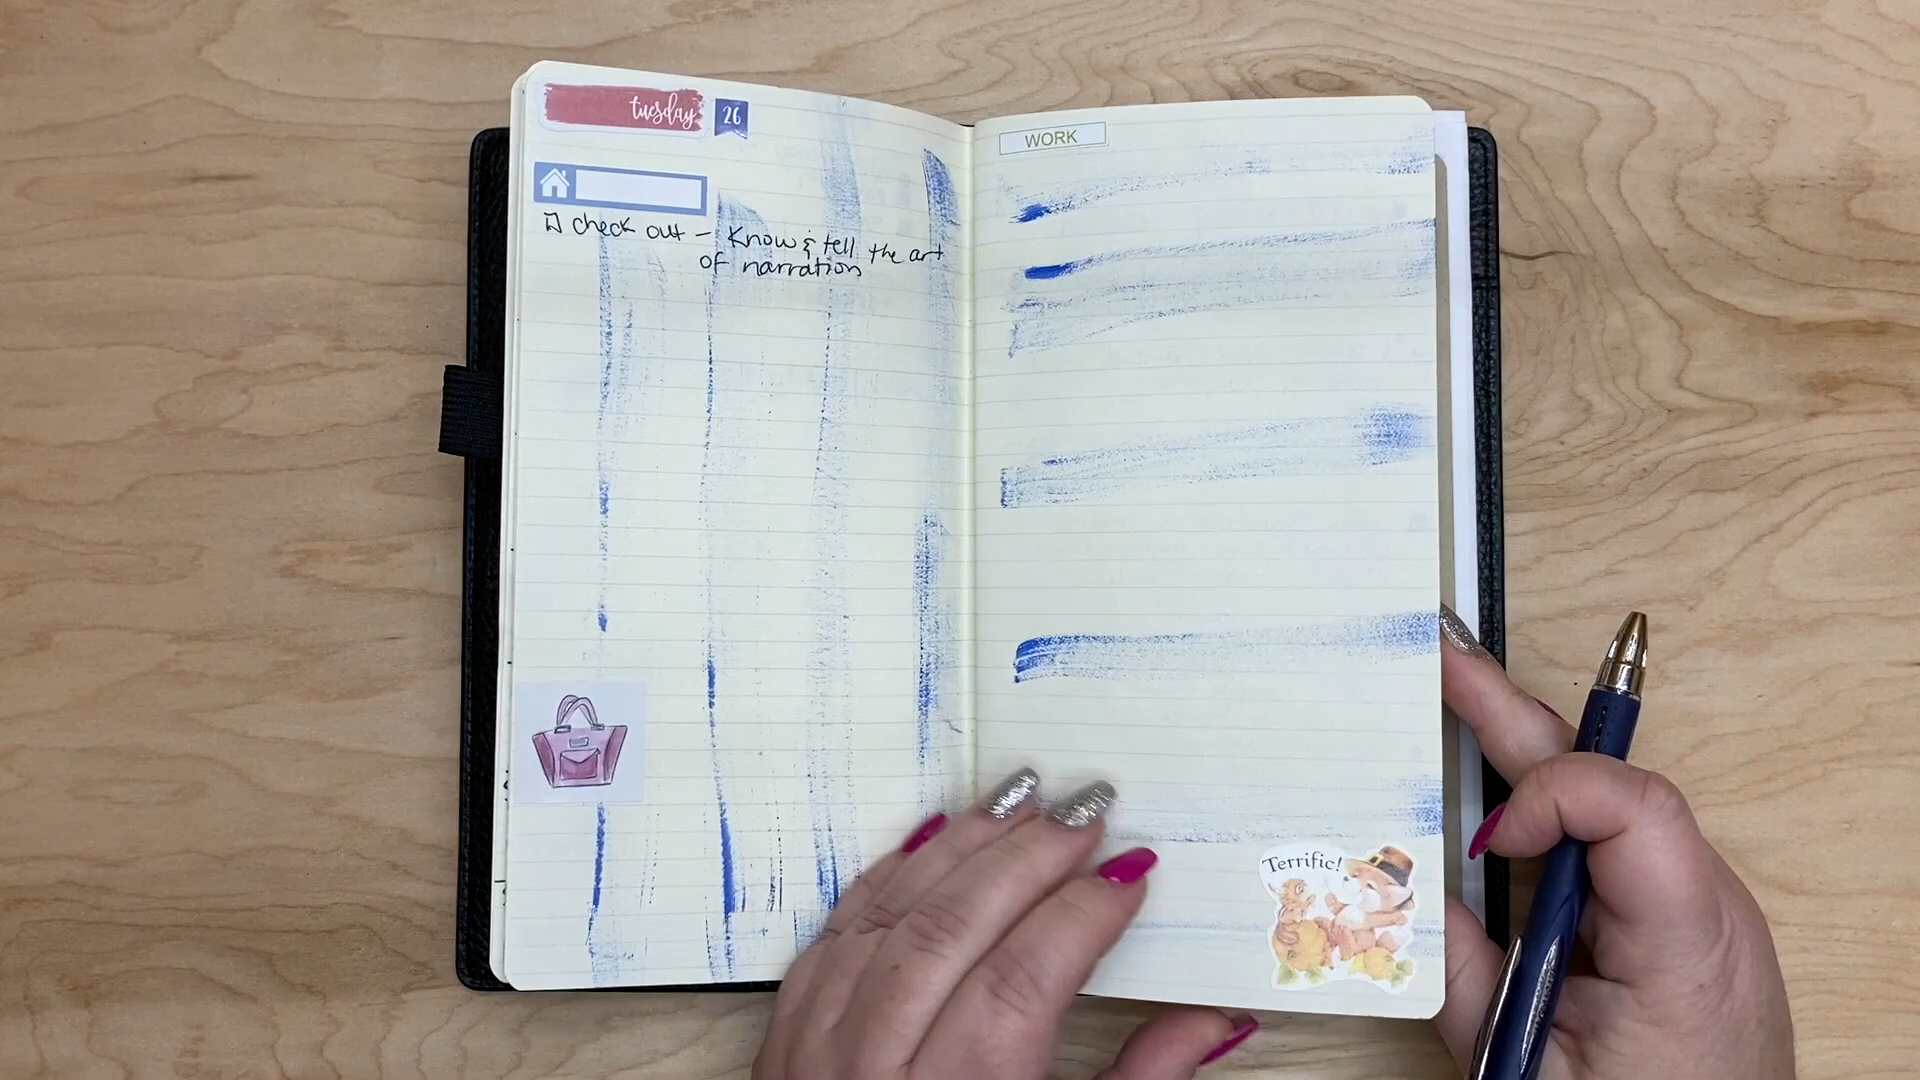 tuesday 26
check out - Know & tell the art
of narration
WORK
Terrific!